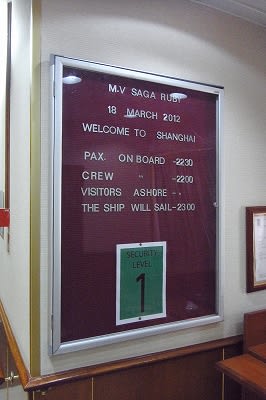 M.V SAGA RUBY
18 MARCH 2012
WELCOME TO SHANGHAI
PAX ON BOARD -2230
CREW " -2200
VISITORS ASHORE - "
THE SHIP WILL SAIL-2300
SECURITY
LEVEL
1